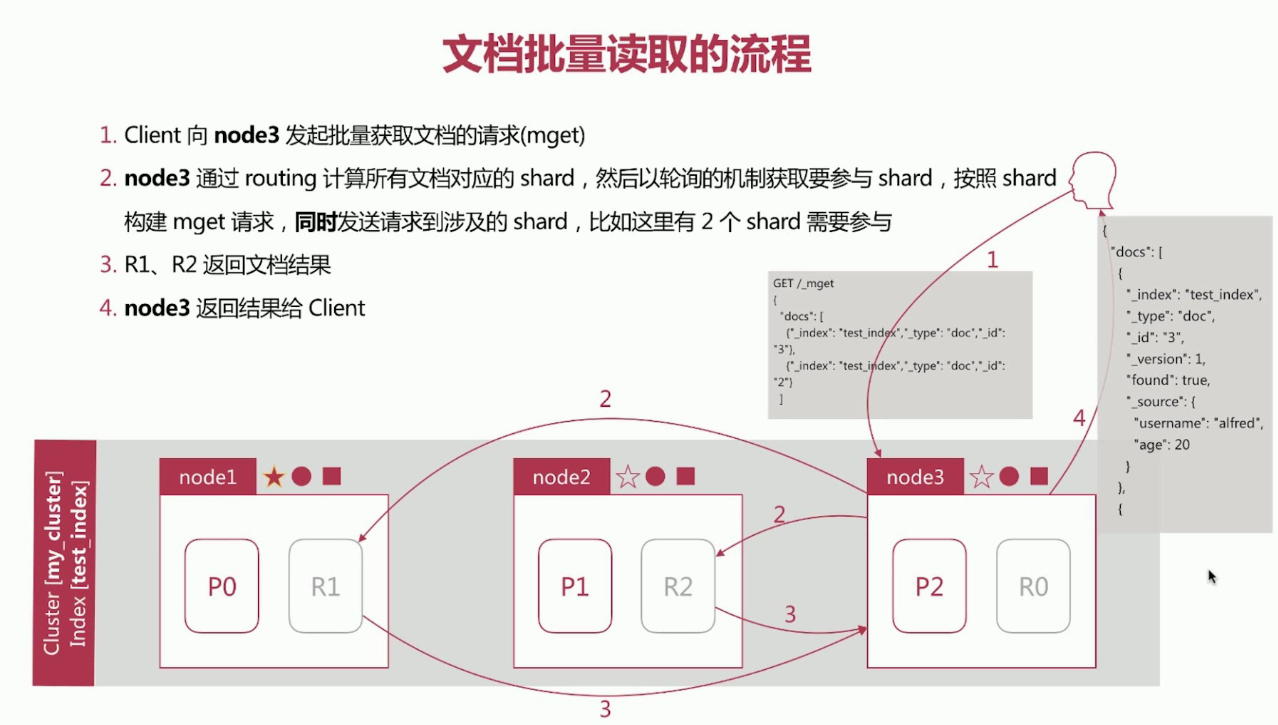 文档批量读取的流程
1. Client 向 node3 发起批量获取文档的请求(mget)
2. node3 通过 routing 计算所有文档对应的 shard，然后以轮询的机制获取要参与 shard，按照 shard
构建 mget 请求，同时发送请求到涉及的 shard，比如这里有 2 个 shard 需要参与
3. R1、R2 返回文档结果
4. node3 返回结果给 Client
1
GET /_mget
{
"docs": [
{"_index": "test_index","_type": "doc","_id":
"3"},
{"_index": "test_index","_type": "doc","_id":
"2"}
]
{
"docs": [
{
"_index": "test_index",
"_type": "doc",
"_id": "3",
"_version": 1,
"found": true,
"_source": {
"username": "alfred",
"age": 20
}
},
{
4
2
Cluster [my_cluster]
Index [test_index]
node1
P0
R1
node2
P1
R2
2
3
node3
P2
R0
3